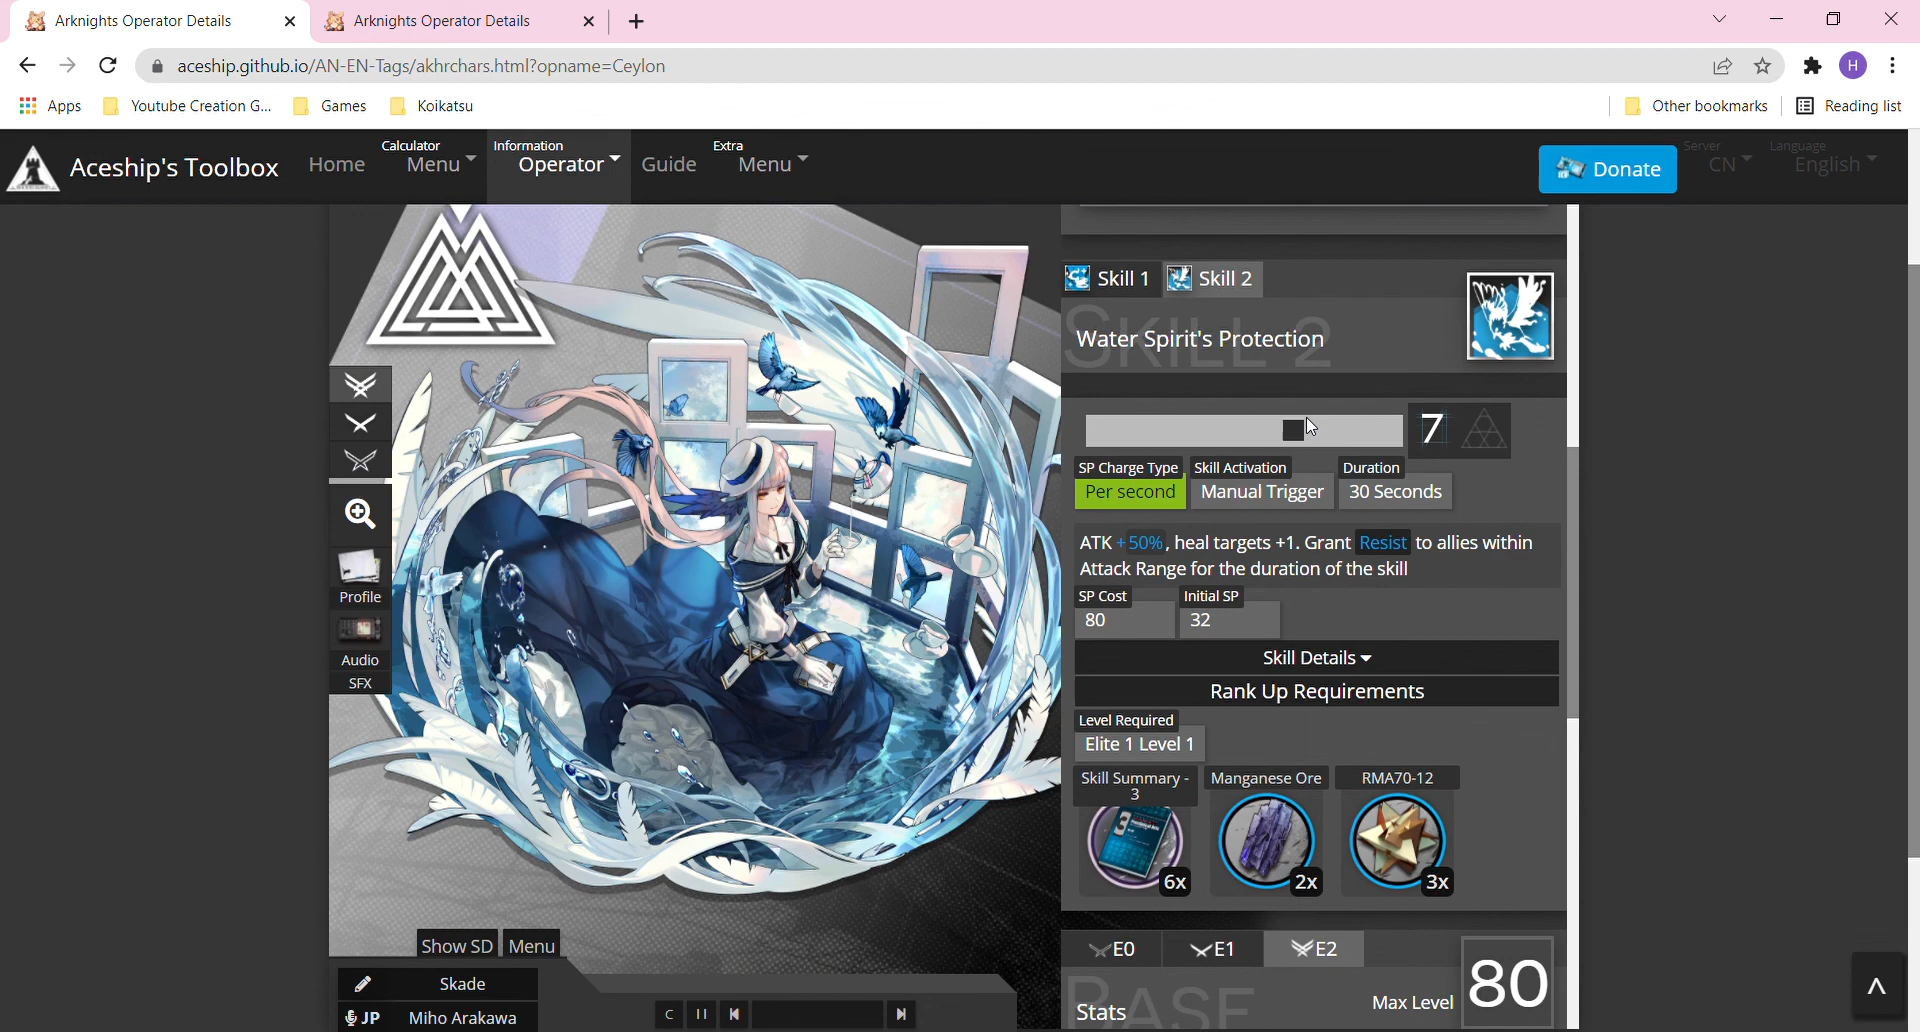 Arknights Operator Details
Arknights Operator Details
aceship.github.io/AN-EN-Tags/akhrchars.html?opname=Ceylon
H
Apps
Youtube Creation G...
Games
Koikatsu
Other bookmarks
Reading list
Aceship's Toolbox
Home
Calculator
Menu
Information
Operator
Guide
Extra
Menu
Donate
Server
CN
Language
English
Skill 1
Skill 2
SKILL 2
Water Spirit's Protection
7
SP Charge Type
Skill Activation
Duration
Per second
Manual Trigger
30 Seconds
ATK +50%, heal targets +1. Grant Resist to allies within
Attack Range for the duration of the skill
SP Cost
Initial SP
80
32
Skill Details
Rank Up Requirements
Level Required
Elite 1 Level 1
Skill Summary -
3
Manganese Ore
RMA70-12
3
6x
2x
3x
Profile
Audio
SFX
Show SD
Menu
Skade
JP
Miho Arakawa
C
E0
E1
E2
BASE
Stats
Max Level
80